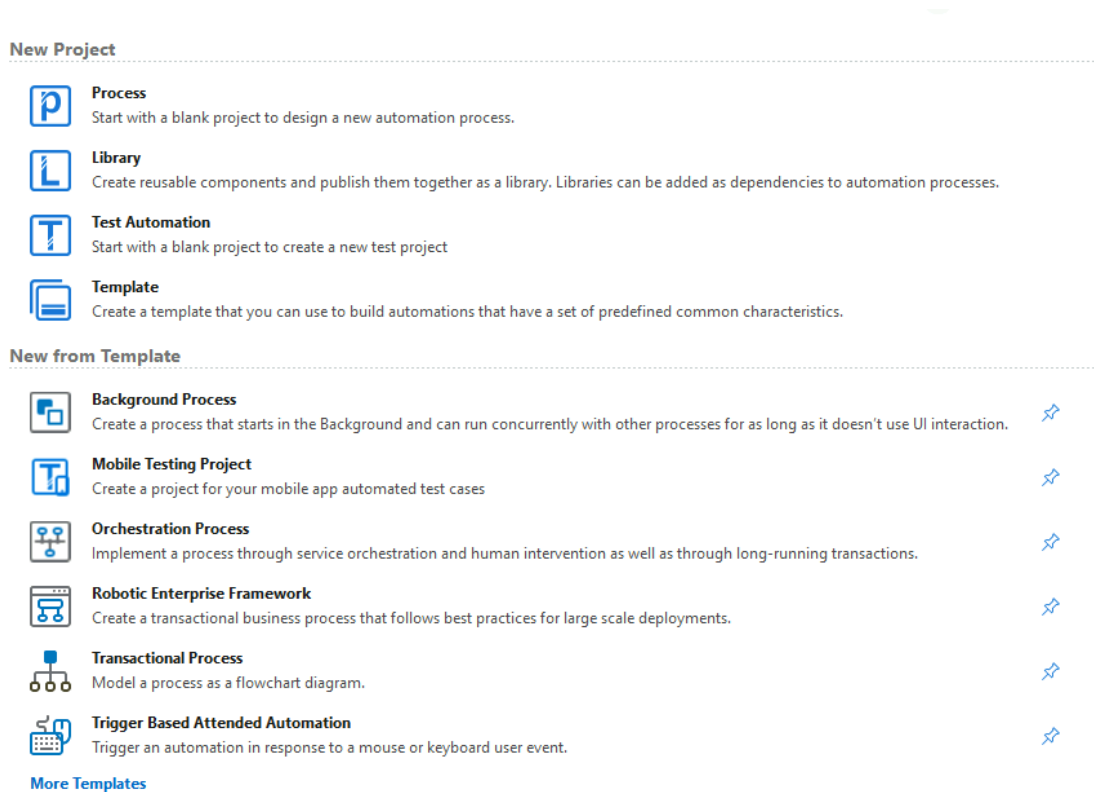 New Project
Process
Start with a blank project to design a new automation process.
Library
Create reusable components and publish them together as a library. Libraries can be added as dependencies to automation processes.
Test Automation
Start with a blank project to create a new test project
Template
Create a template that you can use to build automations that have a set of predefined common characteristics.
New from Template
Background Process
Create a process that starts in the Background and can run concurrently with other processes for as long as it doesn't use UI interaction.
Mobile Testing Project
Create a project for your mobile app automated test cases
Orchestration Process
Implement a process through service orchestration and human intervention as well as through long-running transactions.
Robotic Enterprise Framework
Create a transactional business process that follows best practices for large scale deployments.
Transactional Process
Model a process as a flowchart diagram.
Trigger Based Attended Automation
Trigger an automation in response to a mouse or keyboard user event.
More Templates